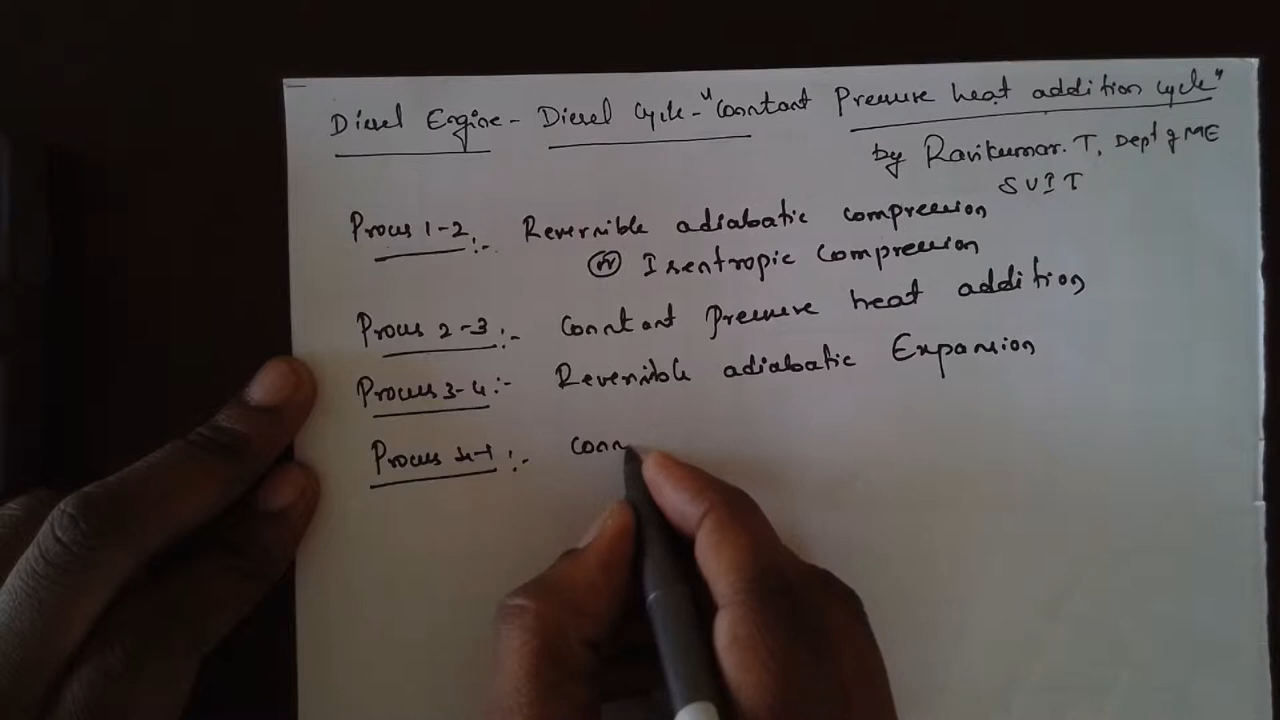 Diesel Engine - Diesel Cycle - "Constant Pressure heat addition cycle"
by Ravikumar. T, Dept of ME
SVIT
Process 1-2 :- Reversible adiabatic compression
(or) Isentropic compression
Process 2-3 :- Constant Pressure heat addition
Process 3-4 :- Reversible adiabatic Expansion
Process 4-1 :- Con